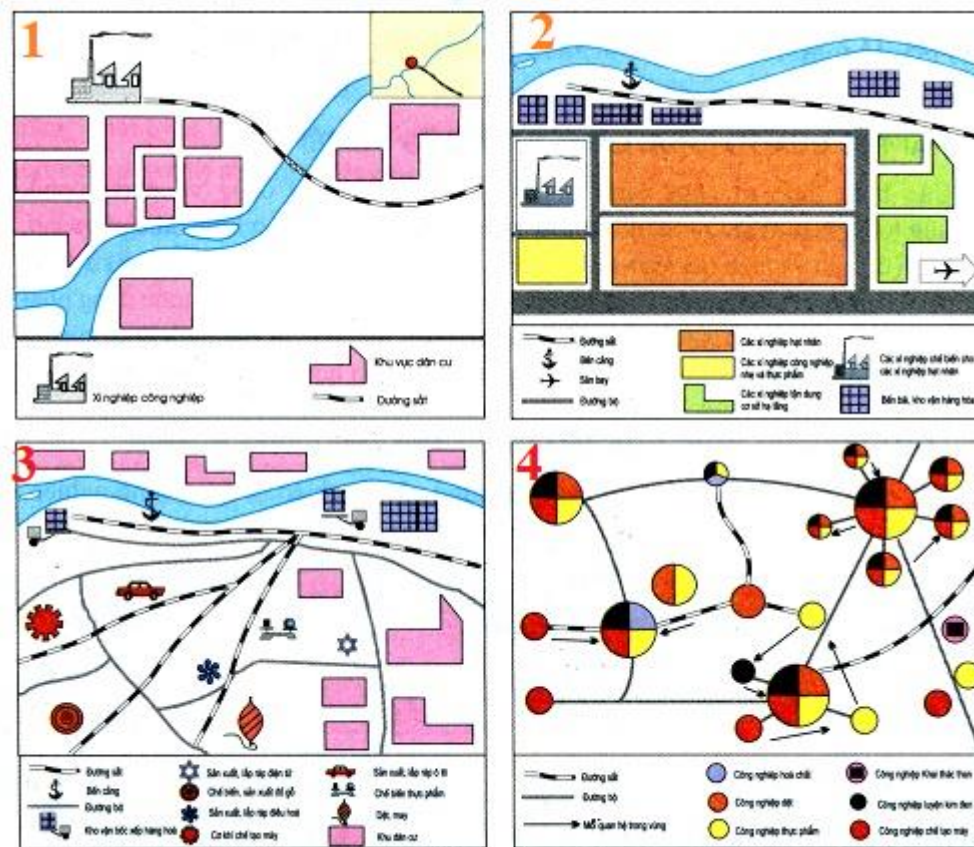 1
Xí nghiệp công nghiệp
Khu vực dân cư
Đường sắt
2
Đường sắt
Bến cảng
Sân bay
Đường bộ
Các xí nghiệp hạt nhân
Các xí nghiệp công nghiệp
nhẹ và thực phẩm
Các xí nghiệp tận dụng
cơ sở hạ tầng
Các xí nghiệp chế biến cho
các xí nghiệp hạt nhân
Bến bãi, kho vận hàng hóa
3
Đường sắt
Bến cảng
Đường bộ
Kho vận bốc xếp hàng hoá
Sản xuất, lắp ráp điện tử
Chế biến, sản xuất đồ gỗ
Sản xuất, lắp ráp điều hoà
Cơ khí chế tạo máy
Sản xuất, lắp ráp ô tô
Chế biến thực phẩm
Dệt, may
Khu dân cư
4
Đường sắt
Đường bộ
Mối quan hệ trong vùng
Công nghiệp hoá chất
Công nghiệp dệt
Công nghiệp thực phẩm
Công nghiệp khai thác than
Công nghiệp luyện kim đen
Công nghiệp chế tạo máy